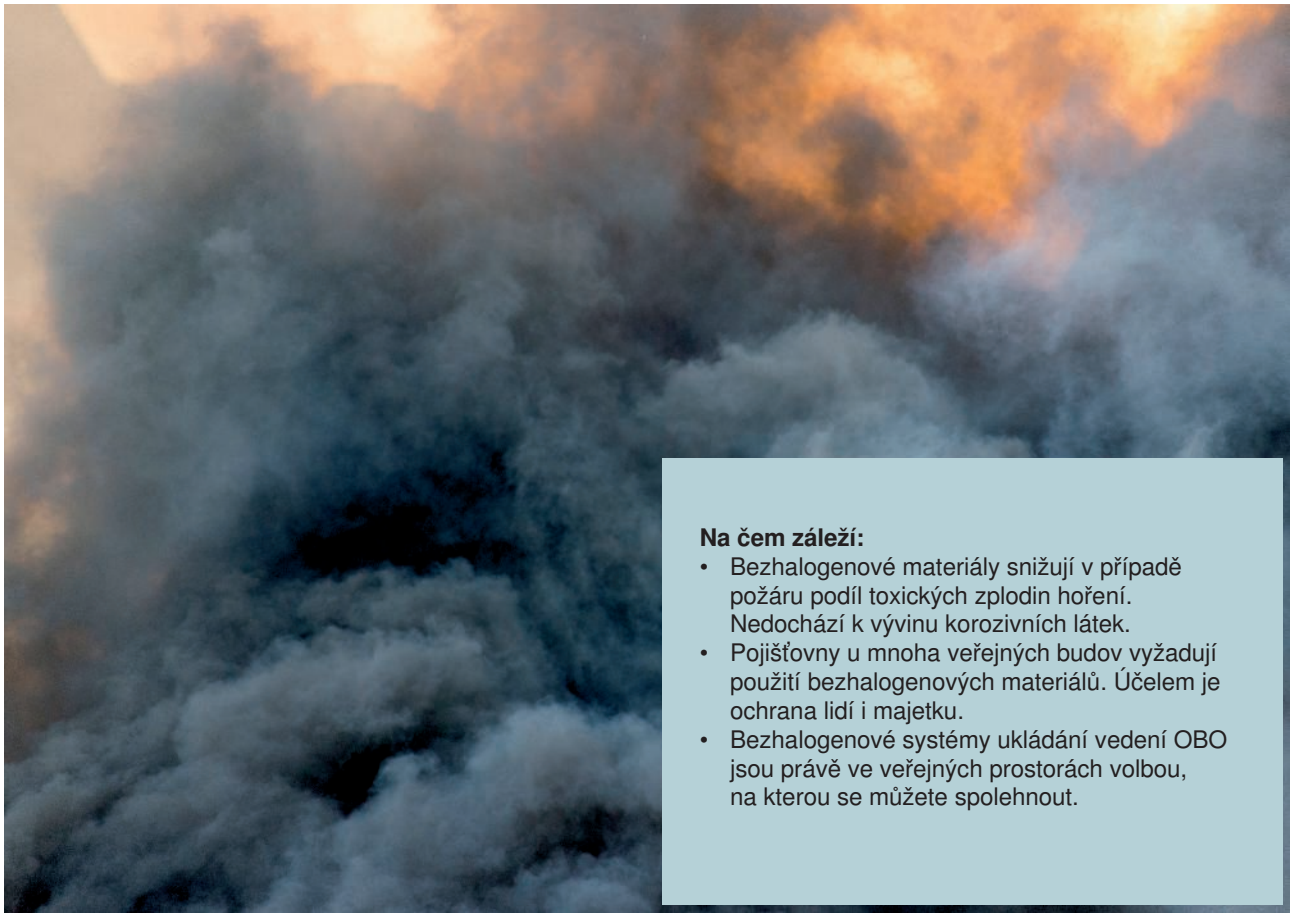 Na čem záleží:
• Bezhalogenové materiály snižují v případě
požáru podíl toxických zplodin hoření.
Nedochází k vývinu korozivních látek.
• Pojišťovny u mnoha veřejných budov vyžadují
použití bezhalogenových materiálů. Účelem je
ochrana lidí i majetku.
• Bezhalogenové systémy ukládání vedení OBO
jsou právě ve veřejných prostorách volbou,
na kterou se můžete spolehnout.